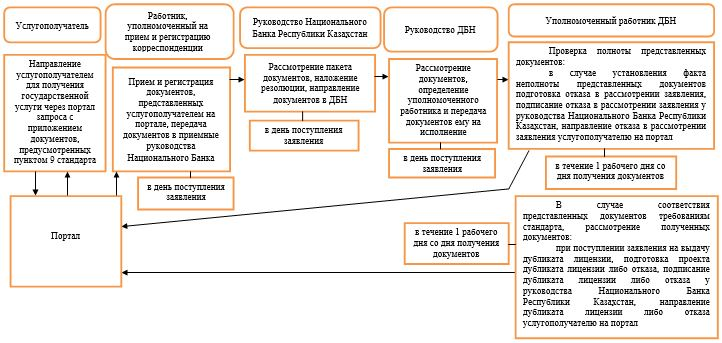 Услугополучатель
Работник,
уполномоченный на
прием и регистрацию
корреспонденции
Руководство Национального
Банка Республики Казахстан
Руководство ДБН
Уполномоченный работник ДБН
Направление
услугополучателем
для получения
государственной
услуги через портал
запроса с
приложением
документов,
предусмотренных
пунктом 9 стандарта
Прием и регистрация
документов,
представленных
услугополучателем на
портале, передача
документов в приемные
руководства
Национального Банка
в день поступления
заявления
Рассмотрение пакета
документов, наложение
резолюции, направление
документов в ДБН
в день поступления
заявления
Рассмотрение
документов,
определение
уполномоченного
работника и передача
документов ему на
исполнение
в день поступления
заявления
Проверка полноты представленных
документов:
в случае установления факта
неполноты представленных документов
подготовка отказа в рассмотрении заявления,
подписание отказа в рассмотрении заявления у
руководства Национального Банка Республики
Казахстан, направление отказа в рассмотрении
заявления услугополучателю на портал
в течение 1 рабочего дня со
дня получения документов
Портал
в течение 1 рабочего
дня со дня получения
документов
В случае соответствия
представленных документов требованиям
стандарта, рассмотрение полученных
документов:
при поступлении заявления на выдачу
дубликата лицензии, подготовка проекта
дубликата лицензии либо отказа, подписание
дубликата лицензии либо отказа у
руководства Национального Банка
Республики Казахстан, направление
дубликата лицензии либо отказа
услугополучателю на портал